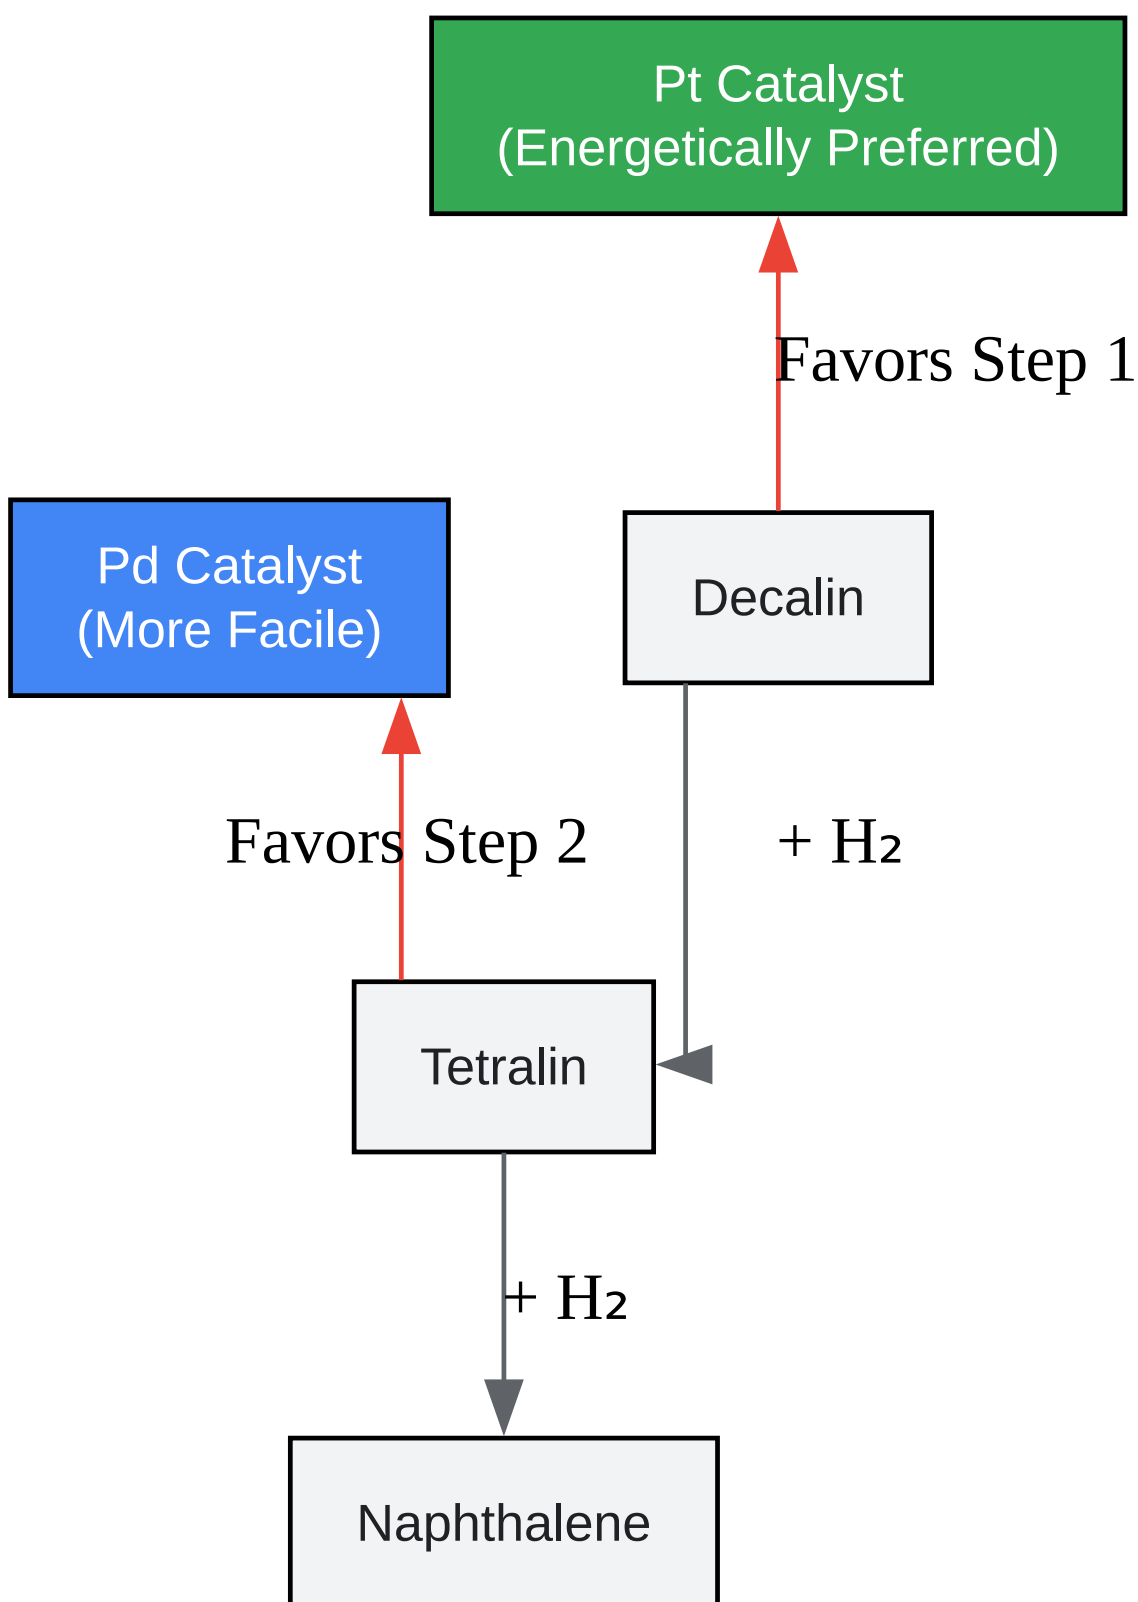 Pt Catalyst
(Energetically Preferred)
Favors Step 1
Pd Catalyst
(More Facile)
Decalin
Favors Step 2
+ H₂
Tetralin
+ H₂
Naphthalene